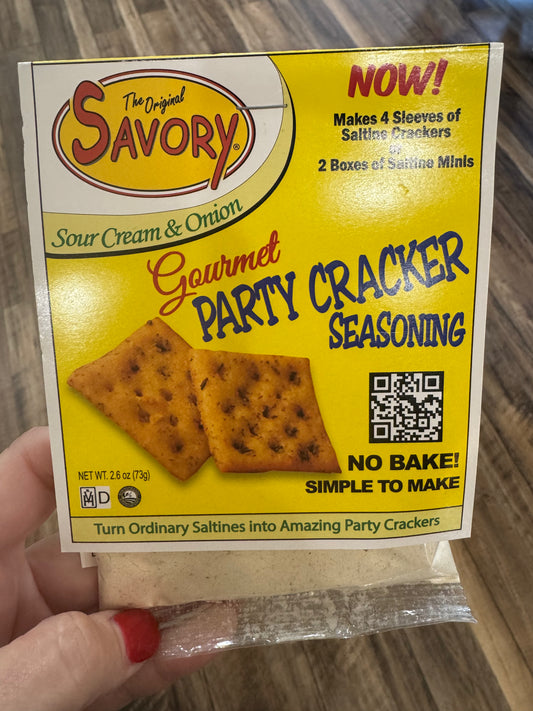 The Original
SAVORY®
Sour Cream & Onion
NOW!
Makes 4 Sleeves of
Saltine Crackers
or
2 Boxes of Saltine Minis
Gourmet
PARTY CRACKER
SEASONING
NO BAKE!
SIMPLE TO MAKE
NET WT. 2.6 oz (73g)
D
Turn Ordinary Saltines into Amazing Party Crackers